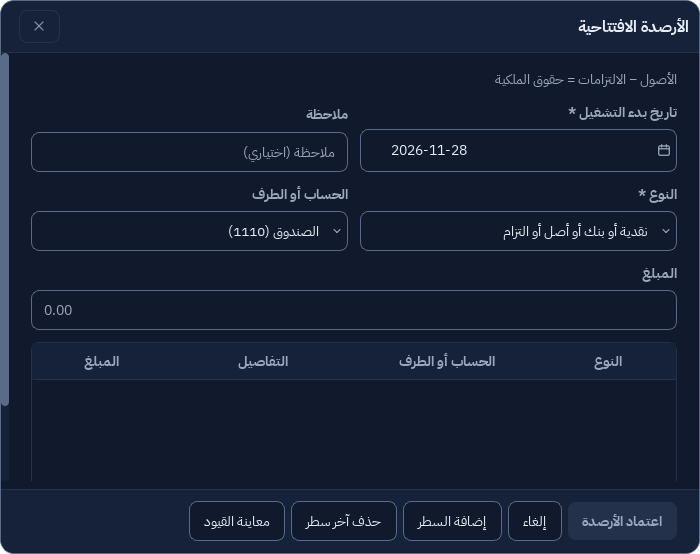 الأرصدة الافتتاحية
الأصول − الالتزامات = حقوق الملكية
تاريخ بدء التشغيل *
ملاحظة
2026-11-28
ملاحظة (اختياري)
النوع *
الحساب أو الطرف
نقدية أو بنك أو أصل أو التزام
الصندوق (1110)
المبلغ
0.00
النوع الحساب أو الطرف التفاصيل المبلغ
اعتماد الأرصدة إلغاء إضافة السطر حذف آخر سطر معاينة القيود